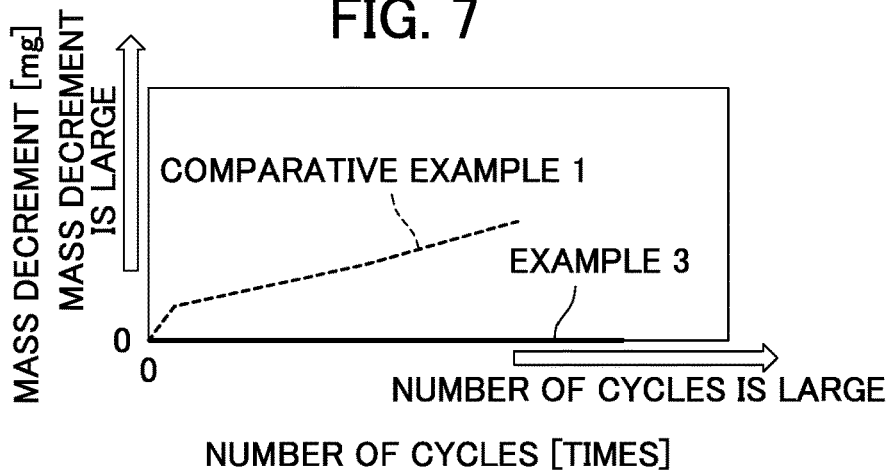 FIG. 7
MASS DECREMENT [mg]
MASS DECREMENT
IS LARGE
COMPARATIVE EXAMPLE 1
EXAMPLE 3
0
0
NUMBER OF CYCLES IS LARGE
NUMBER OF CYCLES [TIMES]